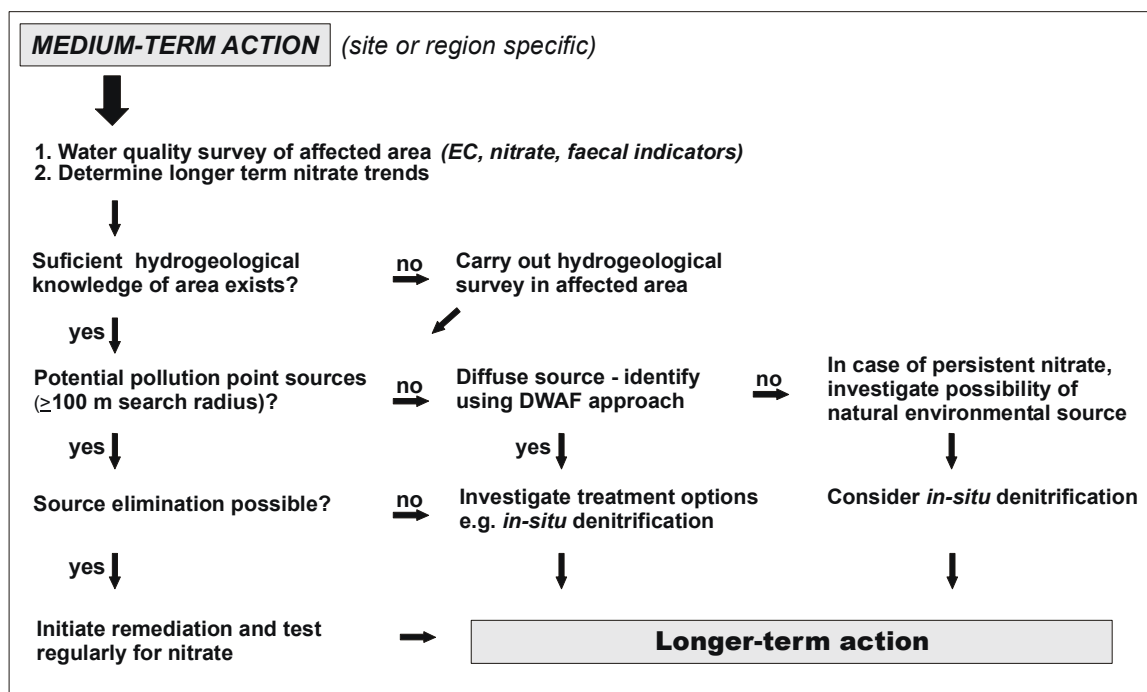 MEDIUM-TERM ACTION (site or region specific)
1. Water quality survey of affected area (EC, nitrate, faecal indicators)
2. Determine longer term nitrate trends
Suficient hydrogeological
knowledge of area exists?
no
Carry out hydrogeological
survey in affected area
yes
Potential pollution point sources
(≥100 m search radius)?
no
Diffuse source - identify
using DWAF approach
no
In case of persistent nitrate,
investigate possibility of
natural environmental source
yes
yes
Source elimination possible?
no
Investigate treatment options
e.g. in-situ denitrification
Consider in-situ denitrification
yes
Initiate remediation and test
regularly for nitrate
Longer-term action